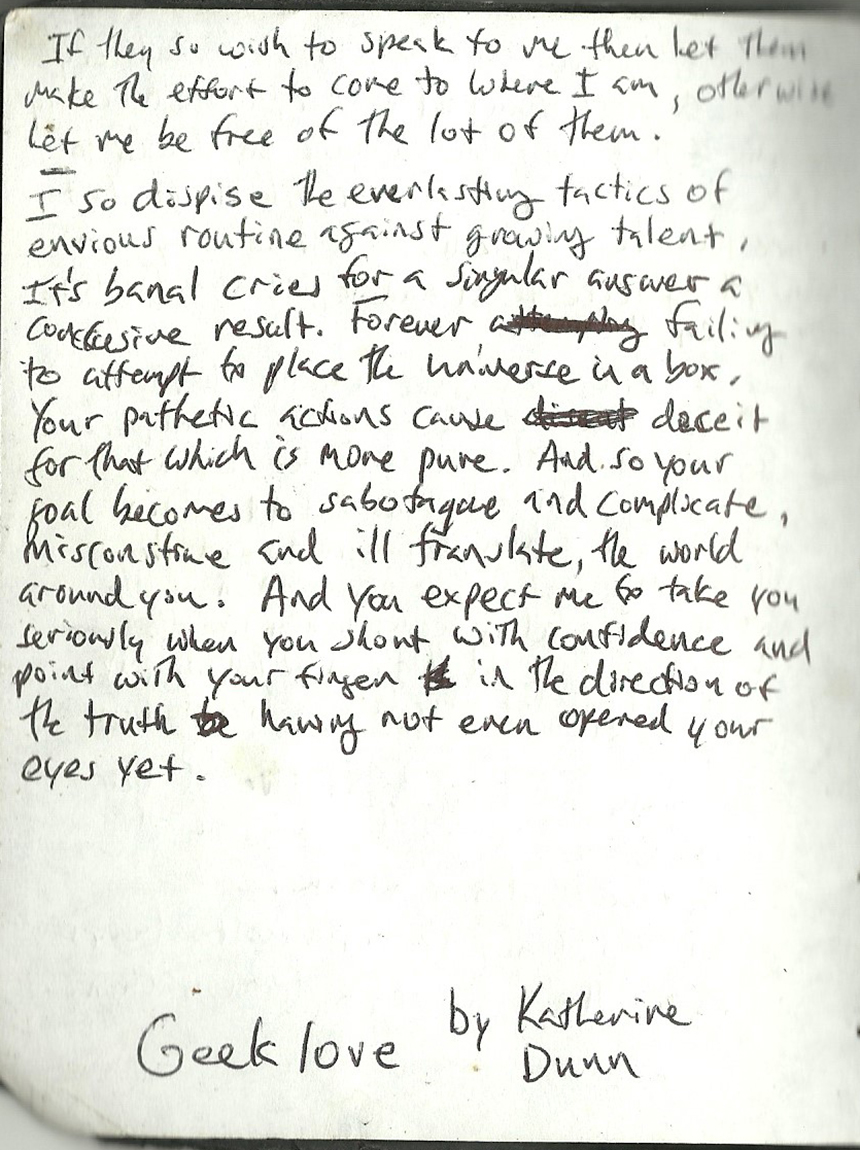 If they so wish to speak to me then let them
make the effort to come to where I am, otherwise
let me be free of the lot of them.
I so dispise the everlasting tactics of
envious routine against growing talent.
It's banal cries for a singular answer a
conclusive result. Forever failing
to attempt to place the universe in a box.
Your pathetic actions cause deceit
for that which is more pure. And so your
goal becomes to sabotague and complicate,
misconstrue and ill translate, the world
around you. And you expect me to take you
seriously when you shout with confidence and
point with your finger in the direction of
the truth having not even opened your
eyes yet.
Geek love by Katherine
Dunn